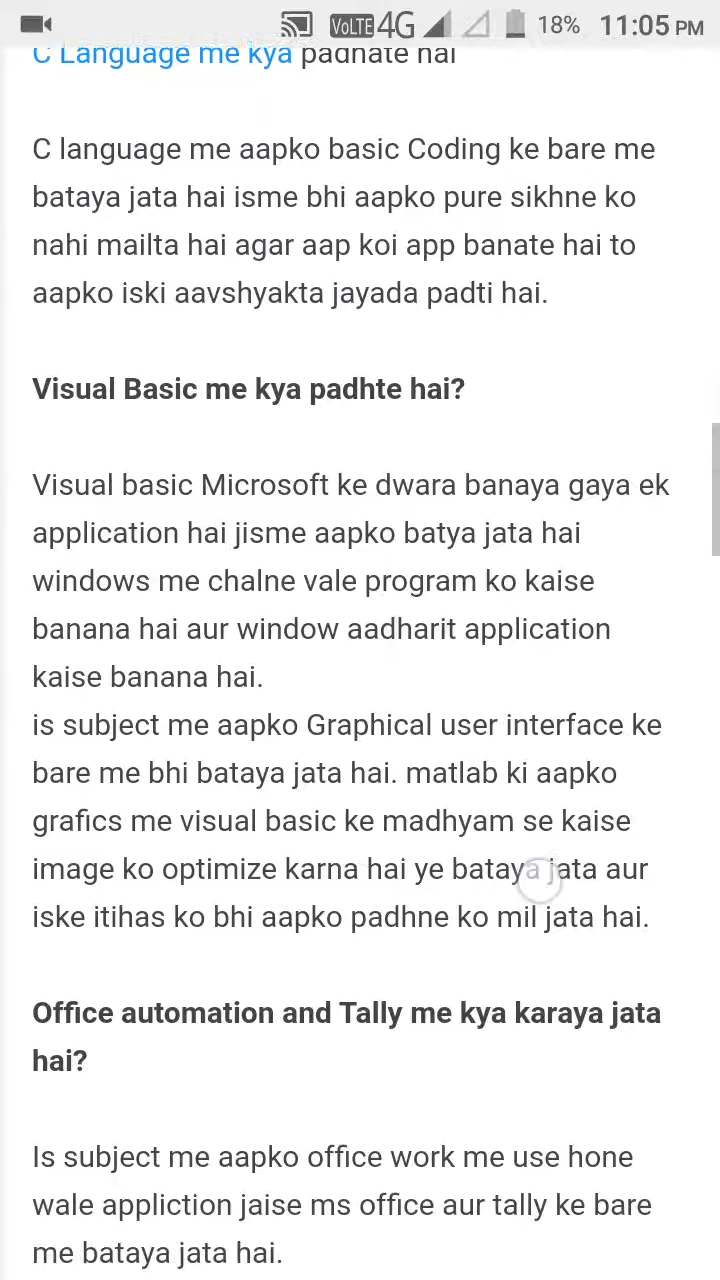 VoLTE 4G 18% 11:05 PM
C Language me kya padhate hai
C language me aapko basic Coding ke bare me
bataya jata hai isme bhi aapko pure sikhne ko
nahi mailta hai agar aap koi app banate hai to
aapko iski aavshyakta jayada padti hai.
Visual Basic me kya padhte hai?
Visual basic Microsoft ke dwara banaya gaya ek
application hai jisme aapko batya jata hai
windows me chalne vale program ko kaise
banana hai aur window aadharit application
kaise banana hai.
is subject me aapko Graphical user interface ke
bare me bhi bataya jata hai. matlab ki aapko
grafics me visual basic ke madhyam se kaise
image ko optimize karna hai ye bataya jata aur
iske itihas ko bhi aapko padhne ko mil jata hai.
Office automation and Tally me kya karaya jata
hai?
Is subject me aapko office work me use hone
wale appliction jaise ms office aur tally ke bare
me bataya jata hai.